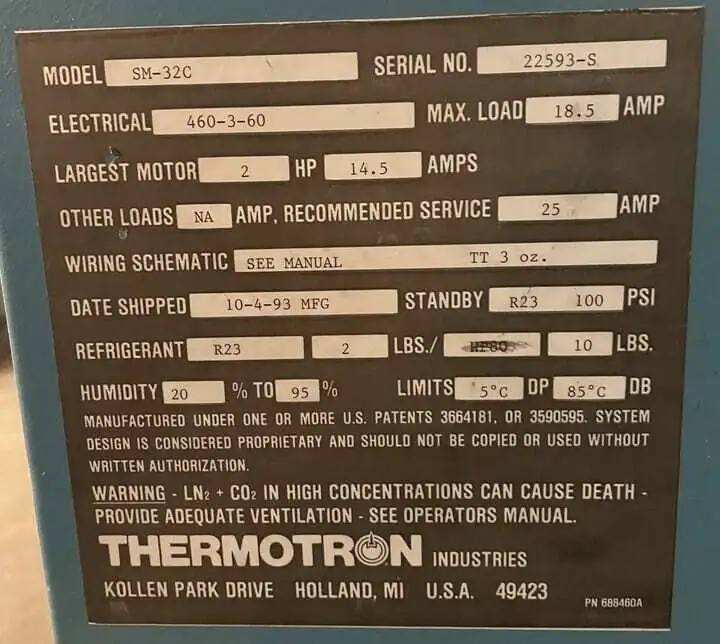 MODEL SM-32C SERIAL NO. 22593-S
ELECTRICAL 460-3-60 MAX. LOAD 18.5 AMP
LARGEST MOTOR 2 HP 14.5 AMPS
OTHER LOADS NA AMP, RECOMMENDED SERVICE 25 AMP
WIRING SCHEMATIC SEE MANUAL TT 3 oz.
DATE SHIPPED 10-4-93 MFG STANDBY R23 100 PSI
REFRIGERANT R23 2 LBS./ 10 LBS.
HUMIDITY 20 % TO 95 % LIMITS 5°C DP 85°C DB
MANUFACTURED UNDER ONE OR MORE U.S. PATENTS 3664181, OR 3590595. SYSTEM
DESIGN IS CONSIDERED PROPRIETARY AND SHOULD NOT BE COPIED OR USED WITHOUT
WRITTEN AUTHORIZATION.
WARNING - LN₂ + CO₂ IN HIGH CONCENTRATIONS CAN CAUSE DEATH -
PROVIDE ADEQUATE VENTILATION - SEE OPERATORS MANUAL.
THERMOTRON INDUSTRIES
KOLLEN PARK DRIVE HOLLAND, MI U.S.A. 49423
PN 688460A